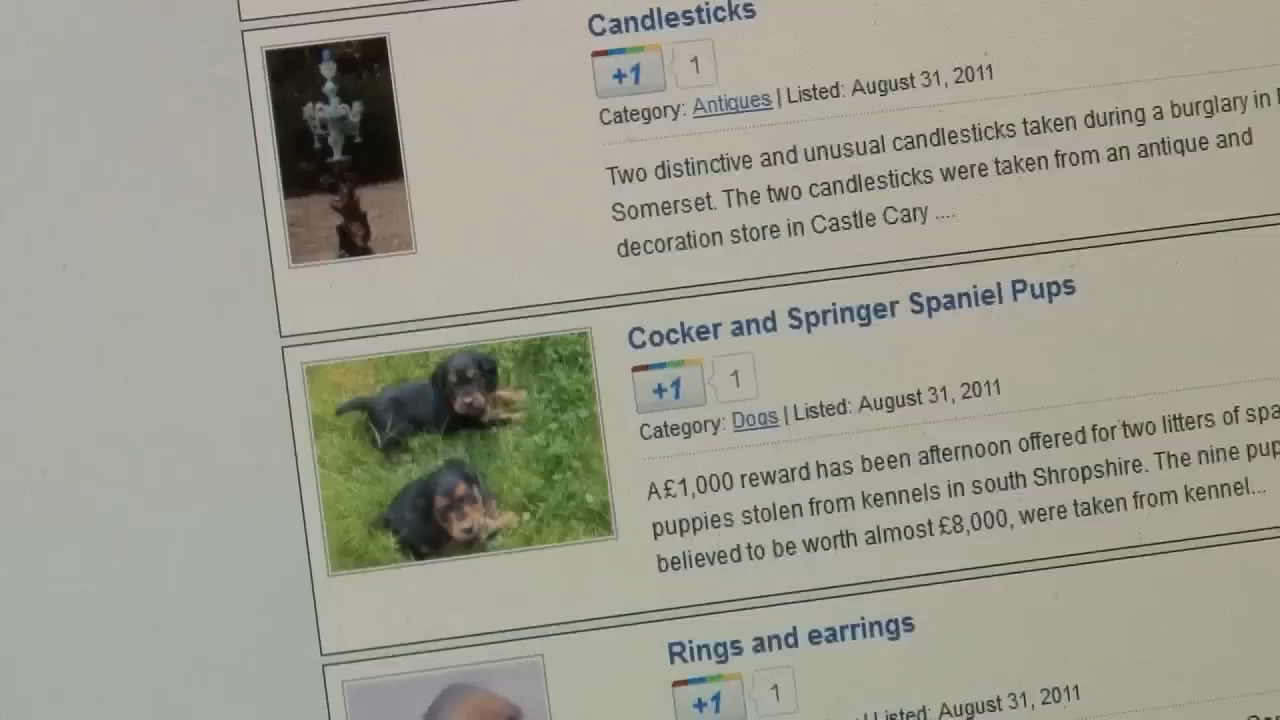 Candlesticks
+1 1
Category: Antiques | Listed: August 31, 2011
Two distinctive and unusual candlesticks taken during a burglary in
Somerset. The two candlesticks were taken from an antique and
decoration store in Castle Cary ....
Cocker and Springer Spaniel Pups
+1 1
Category: Dogs | Listed: August 31, 2011
A£1,000 reward has been afternoon offered for two litters of
puppies stolen from kennels in south Shropshire. The nine
believed to be worth almost £8,000, were taken from kennel...
Rings and earrings
+1 1
| Listed: August 31, 2011